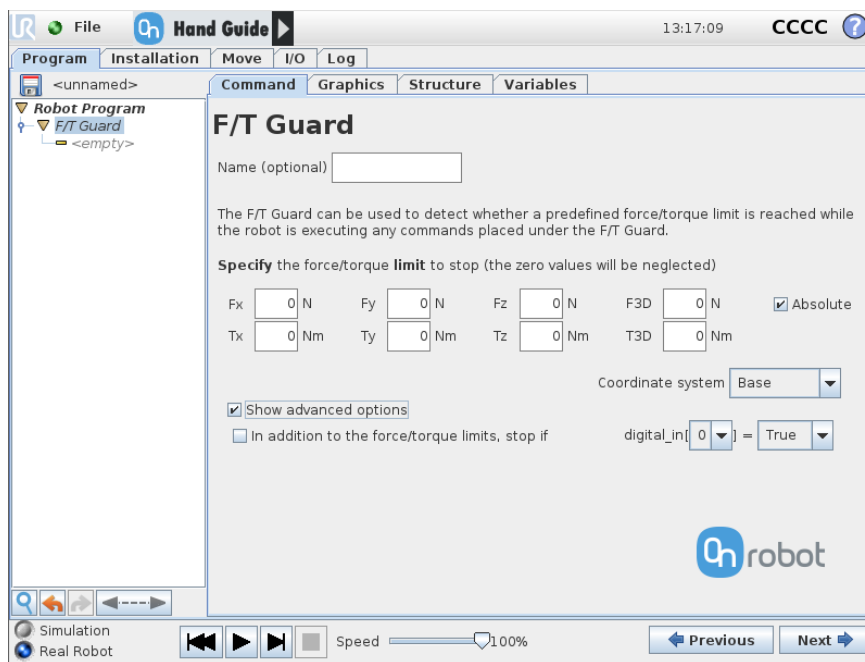 UR File On Hand Guide 13:17:09 CCCC ?
Program Installation Move I/O Log
<unnamed> Command Graphics Structure Variables
Robot Program
F/T Guard
<empty>
F/T Guard
Name (optional)
The F/T Guard can be used to detect whether a predefined force/torque limit is reached while
the robot is executing any commands placed under the F/T Guard.
Specify the force/torque limit to stop (the zero values will be neglected)
Fx 0 N Fy 0 N Fz 0 N F3D 0 N Absolute
Tx 0 Nm Ty 0 Nm Tz 0 Nm T3D 0 Nm
Coordinate system Base
Show advanced options
In addition to the force/torque limits, stop if digital_in[ 0 ] = True
On robot
Simulation
Real Robot
Speed 100% Previous Next